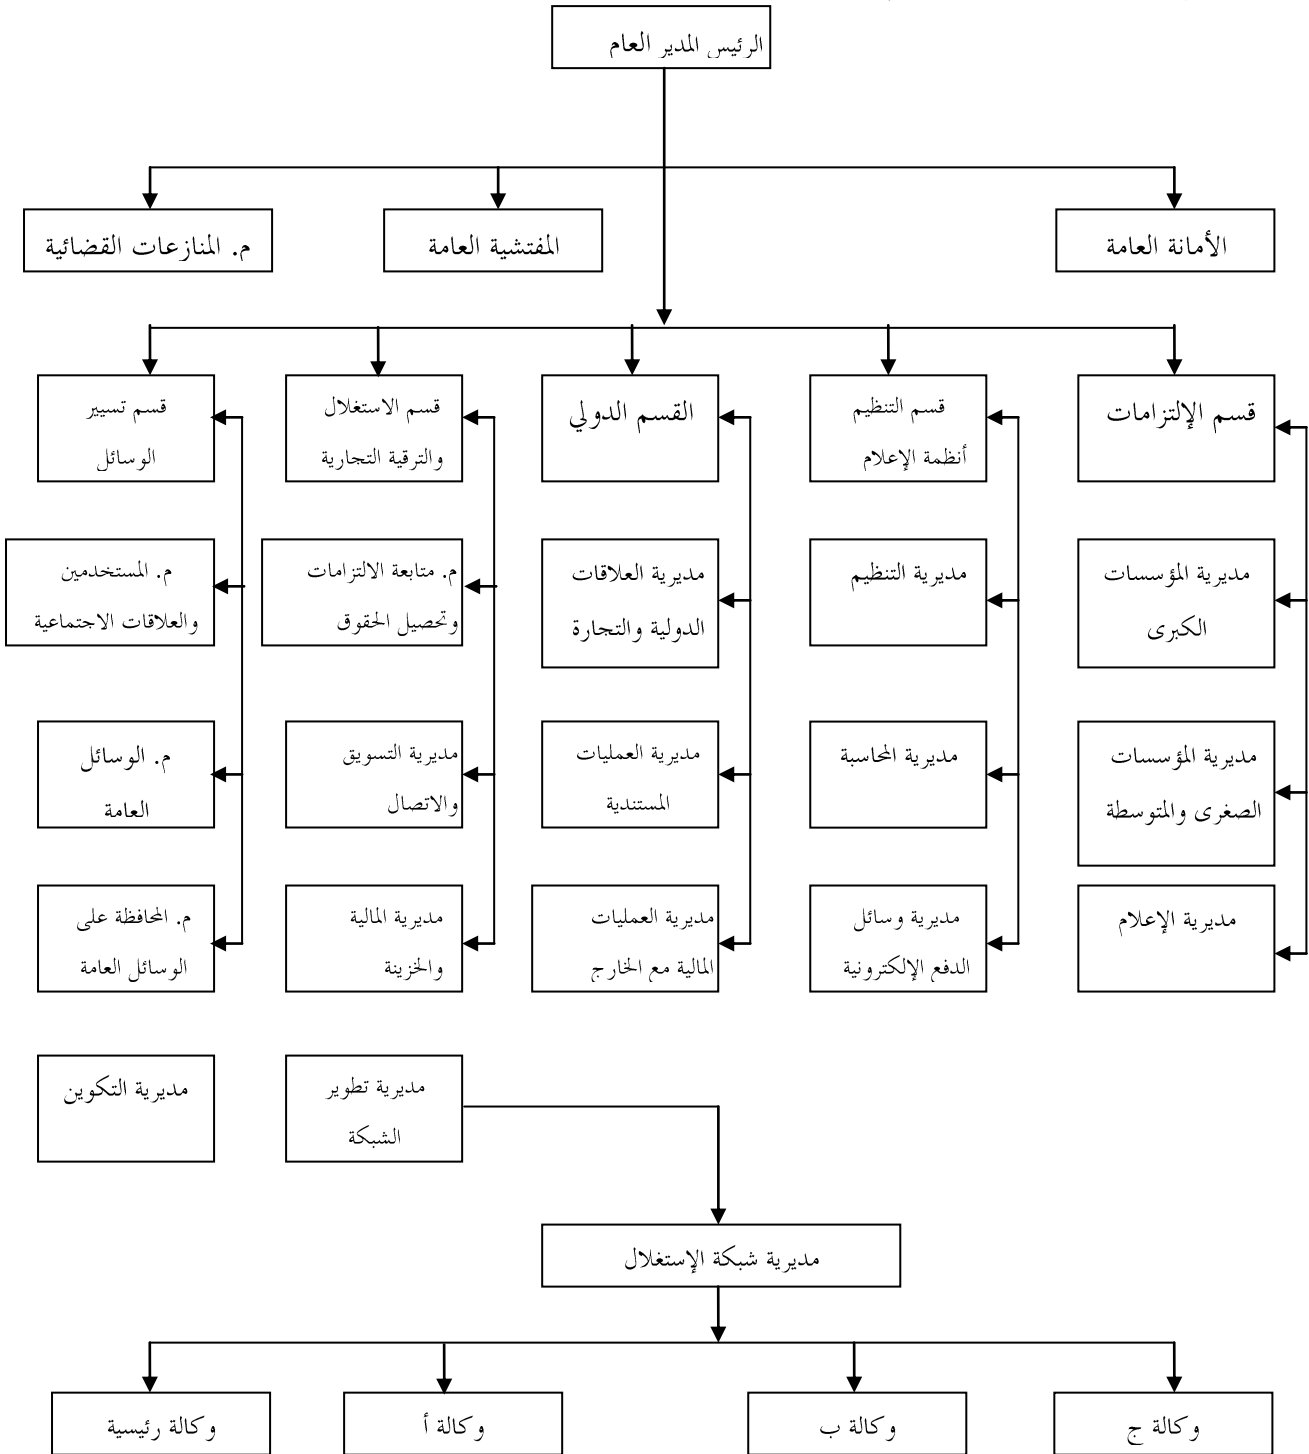 الرئيس المدير العام
الأمانة العامة
المفتشية العامة
م. المنازعات القضائية
قسم الإلتزامات
قسم التنظيم
أنظمة الإعلام
القسم الدولي
قسم الاستغلال
والترقية التجارية
قسم تسيير
الوسائل
مديرية المؤسسات
الكبرى
مديرية التنظيم
مديرية العلاقات
الدولية والتجارة
م. متابعة الالتزامات
وتحصيل الحقوق
م. المستخدمين
والعلاقات الاجتماعية
مديرية المؤسسات
الصغرى والمتوسطة
مديرية المحاسبة
مديرية العمليات
المستندية
مديرية التسويق
والاتصال
م. الوسائل
العامة
مديرية الإعلام
مديرية وسائل
الدفع الإلكترونية
مديرية العمليات
المالية مع الخارج
مديرية المالية
والخزينة
م. المحافظة على
الوسائل العامة
مديرية تطوير
الشبكة
مديرية التكوين
مديرية شبكة الإستغلال
وكالة ج
وكالة ب
وكالة أ
وكالة رئيسية